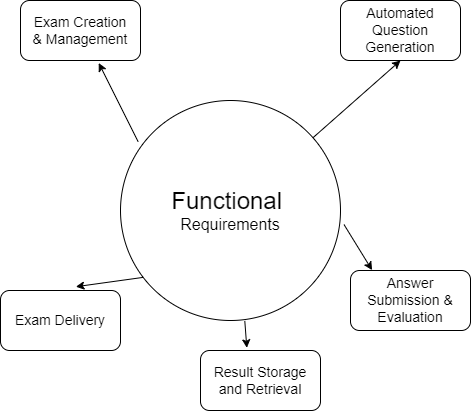 Exam Creation
& Management
Automated
Question
Generation
Functional
Requirements
Answer
Submission &
Evaluation
Exam Delivery
Result Storage
and Retrieval